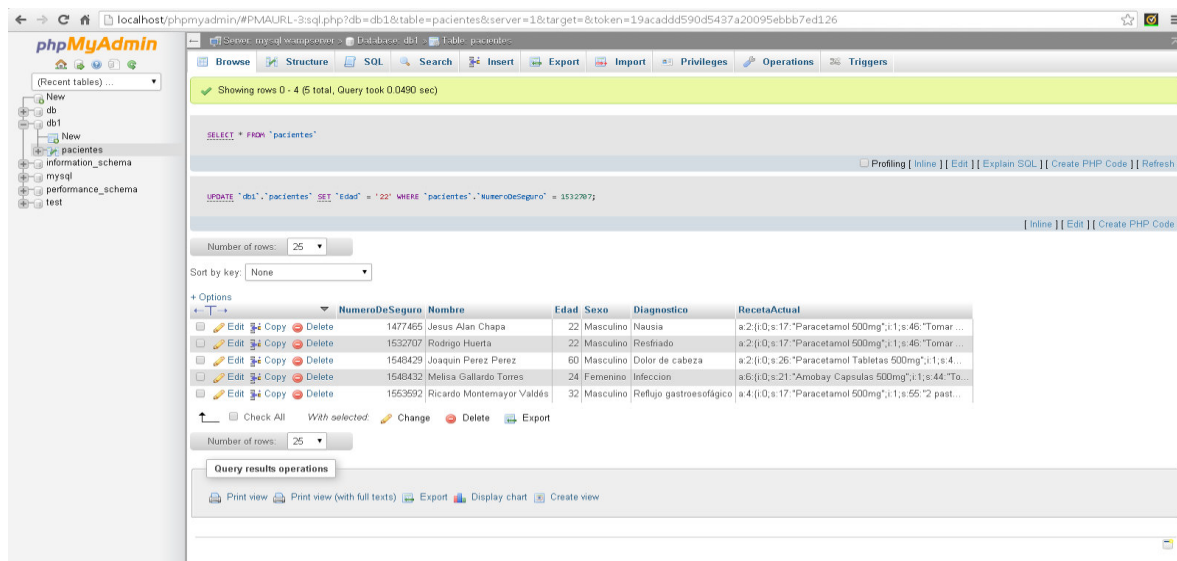 localhost/phpmyadmin/#PMAURL-3:sql.php?db=db1&table=pacientes&server=1&target=&token=19acaddd590d5437a20095ebbb7ed126
phpMyAdmin
(Recent tables) ...
New
db
db1
New
pacientes
information_schema
mysql
performance_schema
test
Server: mysql wampserver » Database: db1 » Table: pacientes
Browse Structure SQL Search Insert Export Import Privileges Operations Triggers
Showing rows 0 - 4 (5 total, Query took 0.0490 sec)
SELECT * FROM `pacientes`
Profiling [ Inline ] [ Edit ] [ Explain SQL ] [ Create PHP Code ] [ Refresh
UPDATE `db1`.`pacientes` SET `Edad` = '22' WHERE `pacientes`.`NumeroDeSeguro` = 1532707;
[ Inline ] [ Edit ] [ Create PHP Code
Number of rows: 25
Sort by key: None
+ Options
NumeroDeSeguro Nombre Edad Sexo Diagnostico RecetaActual
Edit Copy Delete 1477465 Jesus Alan Chapa 22 Masculino Nausia a:2:{i:0;s:17:"Paracetamol 500mg";i:1;s:46:"Tomar ...
Edit Copy Delete 1532707 Rodrigo Huerta 22 Masculino Resfriado a:2:{i:0;s:17:"Paracetamol 500mg";i:1;s:46:"Tomar ...
Edit Copy Delete 1548429 Joaquin Perez Perez 60 Masculino Dolor de cabeza a:2:{i:0;s:26:"Paracetamol Tabletas 500mg";i:1;s:4...
Edit Copy Delete 1548432 Melisa Gallardo Torres 24 Femenino Infeccion a:6:{i:0;s:21:"Amobay Capsulas 500mg";i:1;s:44:"To...
Edit Copy Delete 1553592 Ricardo Montemayor Valdés 32 Masculino Reflujo gastroesofágico a:4:{i:0;s:17:"Paracetamol 500mg";i:1;s:55:"2 past...
Check All With selected: Change Delete Export
Number of rows: 25
Query results operations
Print view Print view (with full texts) Export Display chart Create view